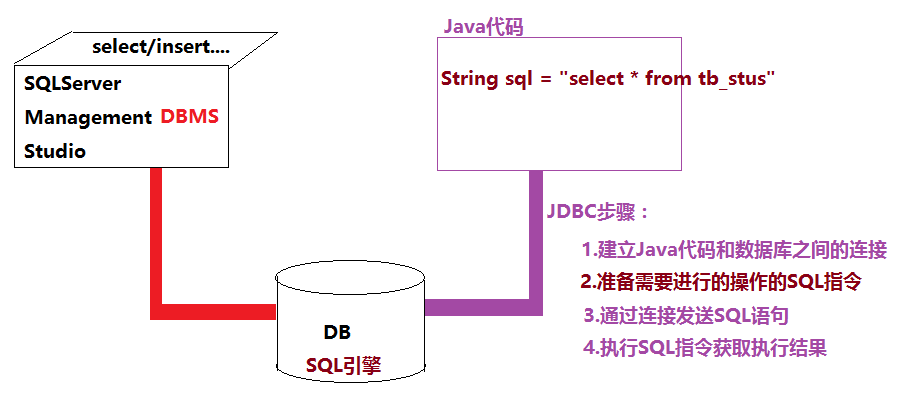 select/insert....
SQLServer
Management DBMS
Studio
Java代码
String sql = "select * from tb_stus"
JDBC步骤：
1.建立Java代码和数据库之间的连接
2.准备需要进行的操作的SQL指令
3.通过连接发送SQL语句
4.执行SQL指令获取执行结果
DB
SQL引擎